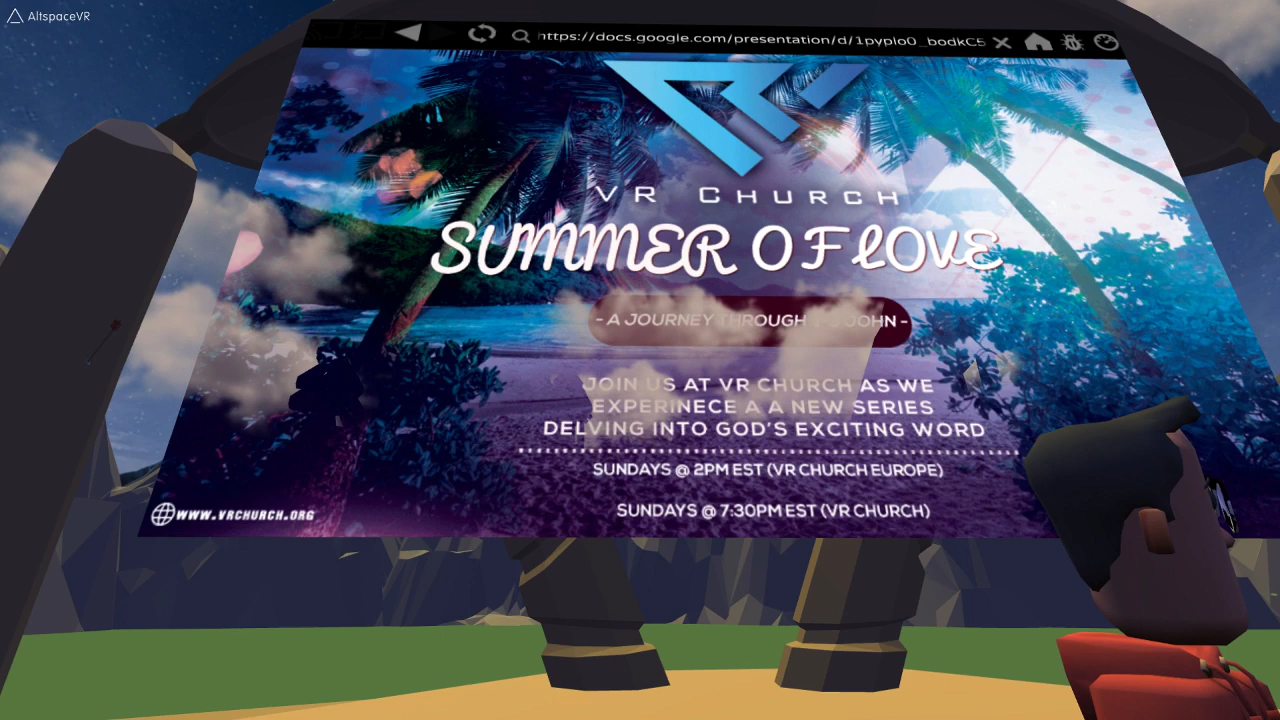 AltspaceVR
https://docs.google.com/presentation/d/1pypIo0_bodkC5
VR CHURCH
SUMMER OF LOVE
- A JOURNEY THROUGH JOHN -
JOIN US AT VR CHURCH AS WE
EXPERINECE A A NEW SERIES
DELVING INTO GOD'S EXCITING WORD
SUNDAYS @ 2PM EST (VR CHURCH EUROPE)
SUNDAYS @ 7:30PM EST (VR CHURCH)
WWW.VRCHURCH.ORG